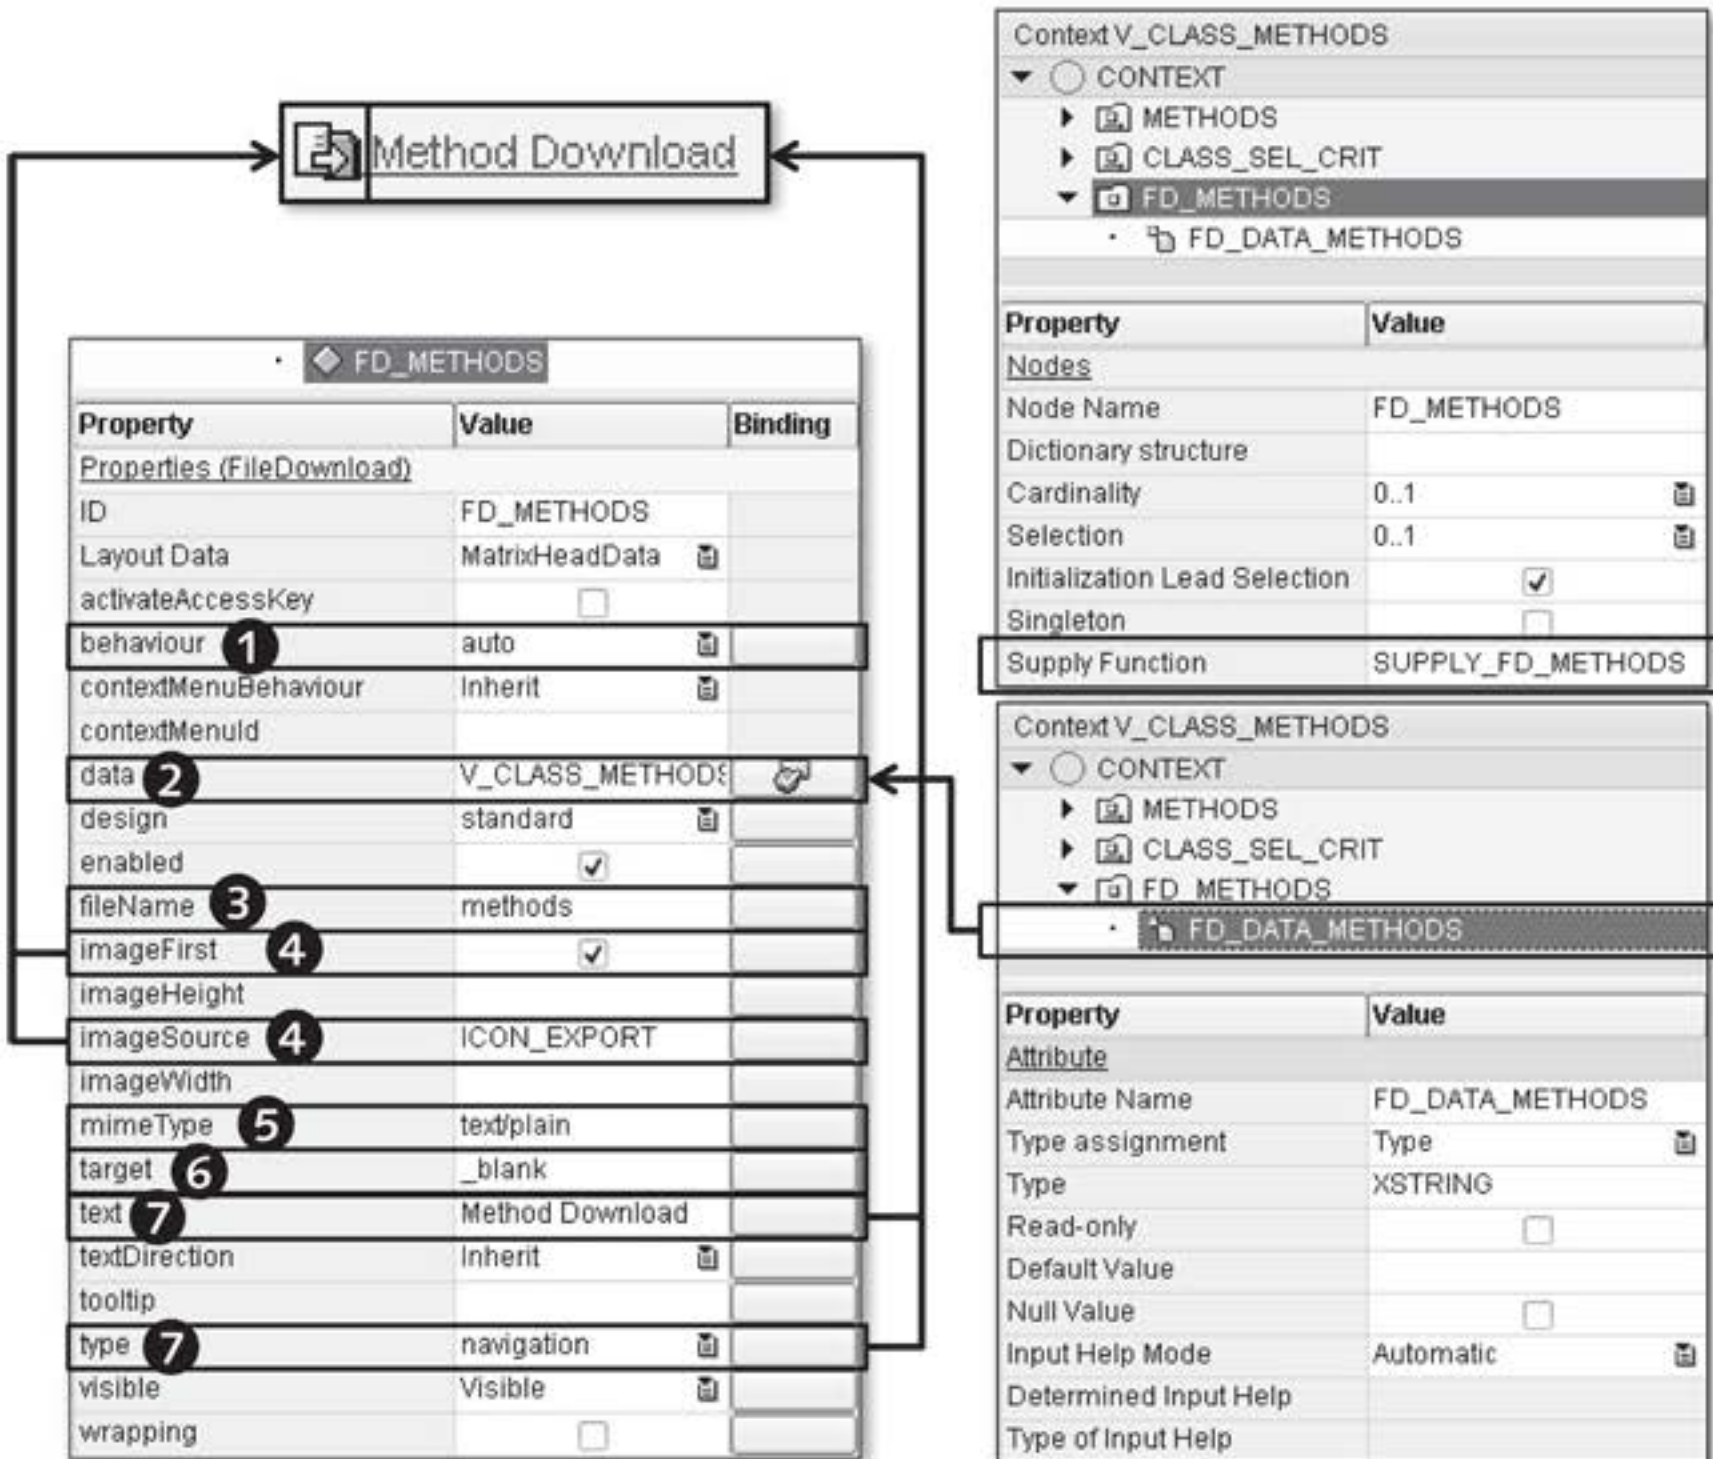 Method Download
FD_METHODS
Property Value Binding
Properties (FileDownload)
ID FD_METHODS
Layout Data MatrixHeadData
activateAccessKey
behaviour 1 auto
contextMenuBehaviour Inherit
contextMenuId
data 2 V_CLASS_METHODS
design standard
enabled
fileName 3 methods
imageFirst 4
imageHeight
imageSource 4 ICON_EXPORT
imageWidth
mimeType 5 text/plain
target 6 _blank
text 7 Method Download
textDirection Inherit
tooltip
type 7 navigation
visible Visible
wrapping
Context V_CLASS_METHODS
CONTEXT
METHODS
CLASS_SEL_CRIT
FD_METHODS
FD_DATA_METHODS
Property Value
Nodes
Node Name FD_METHODS
Dictionary structure
Cardinality 0..1
Selection 0..1
Initialization Lead Selection
Singleton
Supply Function SUPPLY_FD_METHODS
Context V_CLASS_METHODS
CONTEXT
METHODS
CLASS_SEL_CRIT
FD_METHODS
FD_DATA_METHODS
Property Value
Attribute
Attribute Name FD_DATA_METHODS
Type assignment Type
Type XSTRING
Read-only
Default Value
Null Value
Input Help Mode Automatic
Determined Input Help
Type of Input Help